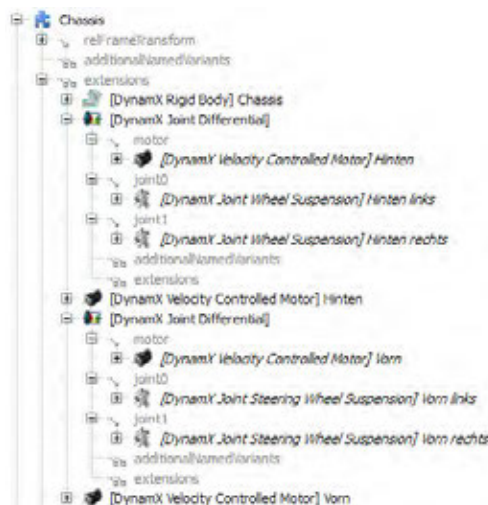 Chassis
relFrameTransform
additionalNamedVariants
extensions
[DynamX Rigid Body] Chassis
[DynamX Joint Differential]
motor
[DynamX Velocity Controlled Motor] Hinten
joint0
[DynamX Joint Wheel Suspension] Hinten links
joint1
[DynamX Joint Wheel Suspension] Hinten rechts
additionalNamedVariants
extensions
[DynamX Velocity Controlled Motor] Hinten
[DynamX Joint Differential]
motor
[DynamX Velocity Controlled Motor] Vorn
joint0
[DynamX Joint Steering Wheel Suspension] Vorn links
joint1
[DynamX Joint Steering Wheel Suspension] Vorn rechts
additionalNamedVariants
extensions
[DynamX Velocity Controlled Motor] Vorn